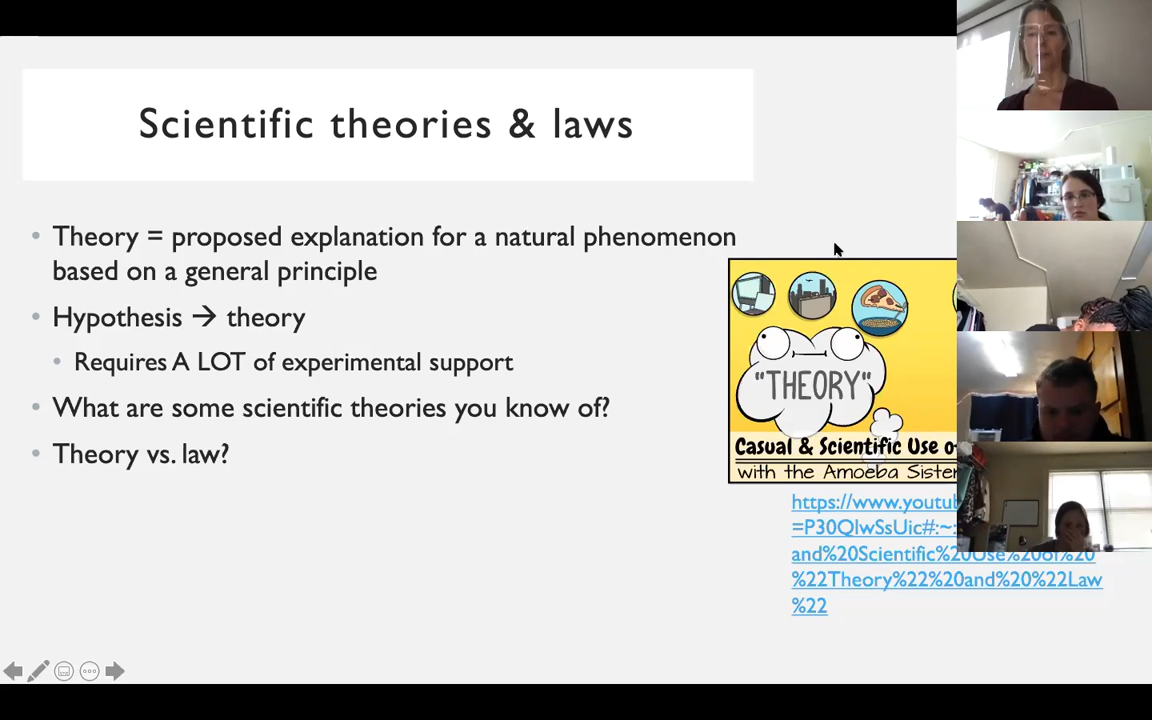 Scientific theories & laws
• Theory = proposed explanation for a natural phenomenon
based on a general principle
• Hypothesis → theory
• Requires A LOT of experimental support
• What are some scientific theories you know of?
• Theory vs. law?
"THEORY"
Casual & Scientific Use
with the Amoeba
https://www.youtub
=P30QlwSsUic#:~:
and%20Scientific%20Use%20of%20
%22Theory%22%20and%20%22Law
%22